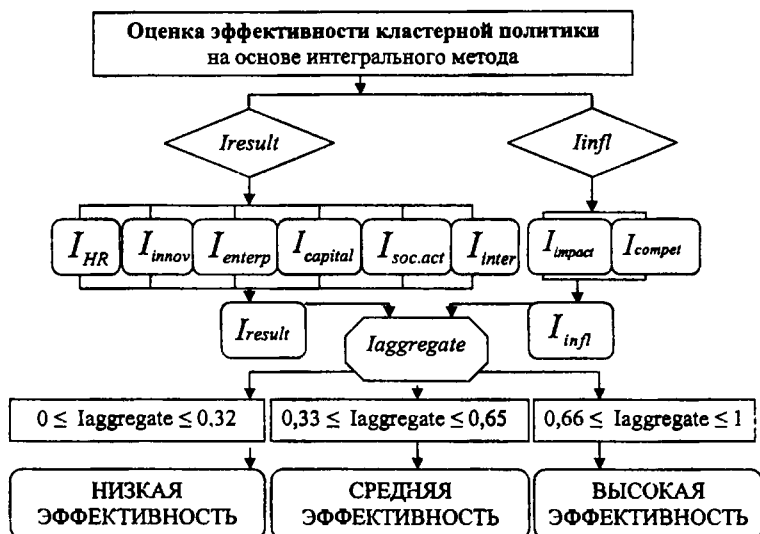 Оценка эффективности кластерной политики
на основе интегрального метода
Iresult Iinfl
I_HR I_innov I_enterp I_capital I_soc.act I_inter I_impact I_compet
I_result Iaggregate I_infl
0 ≤ Iaggregate ≤ 0,32 0,33 ≤ Iaggregate ≤ 0,65 0,66 ≤ Iaggregate ≤ 1
НИЗКАЯ СРЕДНЯЯ ВЫСОКАЯ
ЭФФЕКТИВНОСТЬ ЭФФЕКТИВНОСТЬ ЭФФЕКТИВНОСТЬ